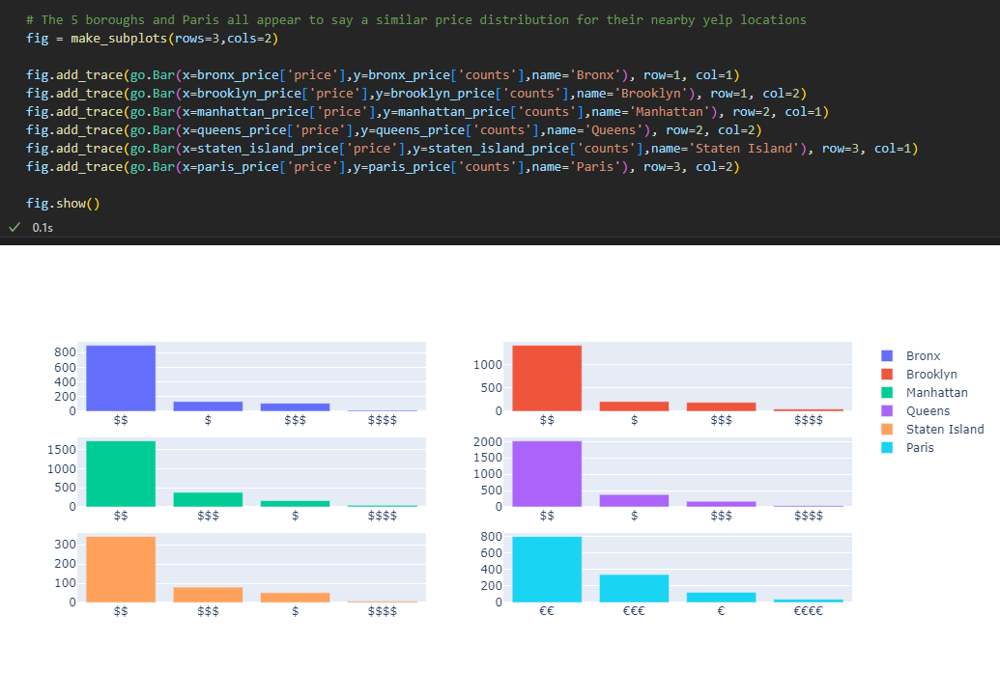 # The 5 boroughs and Paris all appear to say a similar price distribution for their nearby yelp locations
fig = make_subplots(rows=3,cols=2)
fig.add_trace(go.Bar(x=bronx_price['price'],y=bronx_price['counts'],name='Bronx'), row=1, col=1)
fig.add_trace(go.Bar(x=brooklyn_price['price'],y=brooklyn_price['counts'],name='Brooklyn'), row=1, col=2)
fig.add_trace(go.Bar(x=manhattan_price['price'],y=manhattan_price['counts'],name='Manhattan'), row=2, col=1)
fig.add_trace(go.Bar(x=queens_price['price'],y=queens_price['counts'],name='Queens'), row=2, col=2)
fig.add_trace(go.Bar(x=staten_island_price['price'],y=staten_island_price['counts'],name='Staten Island'), row=3, col=1)
fig.add_trace(go.Bar(x=paris_price['price'],y=paris_price['counts'],name='Paris'), row=3, col=2)
fig.show()
0.1s
800
600
400
200
0
$$ $ $$$ $$$$
1000
500
0
$$ $ $$$ $$$$
1500
1000
500
0
$$ $$$ $ $$$$
2000
1500
1000
500
0
$$ $ $$$ $$$$
300
200
100
0
$$ $$$ $ $$$$
800
600
400
200
0
€€ €€€ € €€€€
Bronx
Brooklyn
Manhattan
Queens
Staten Island
Paris